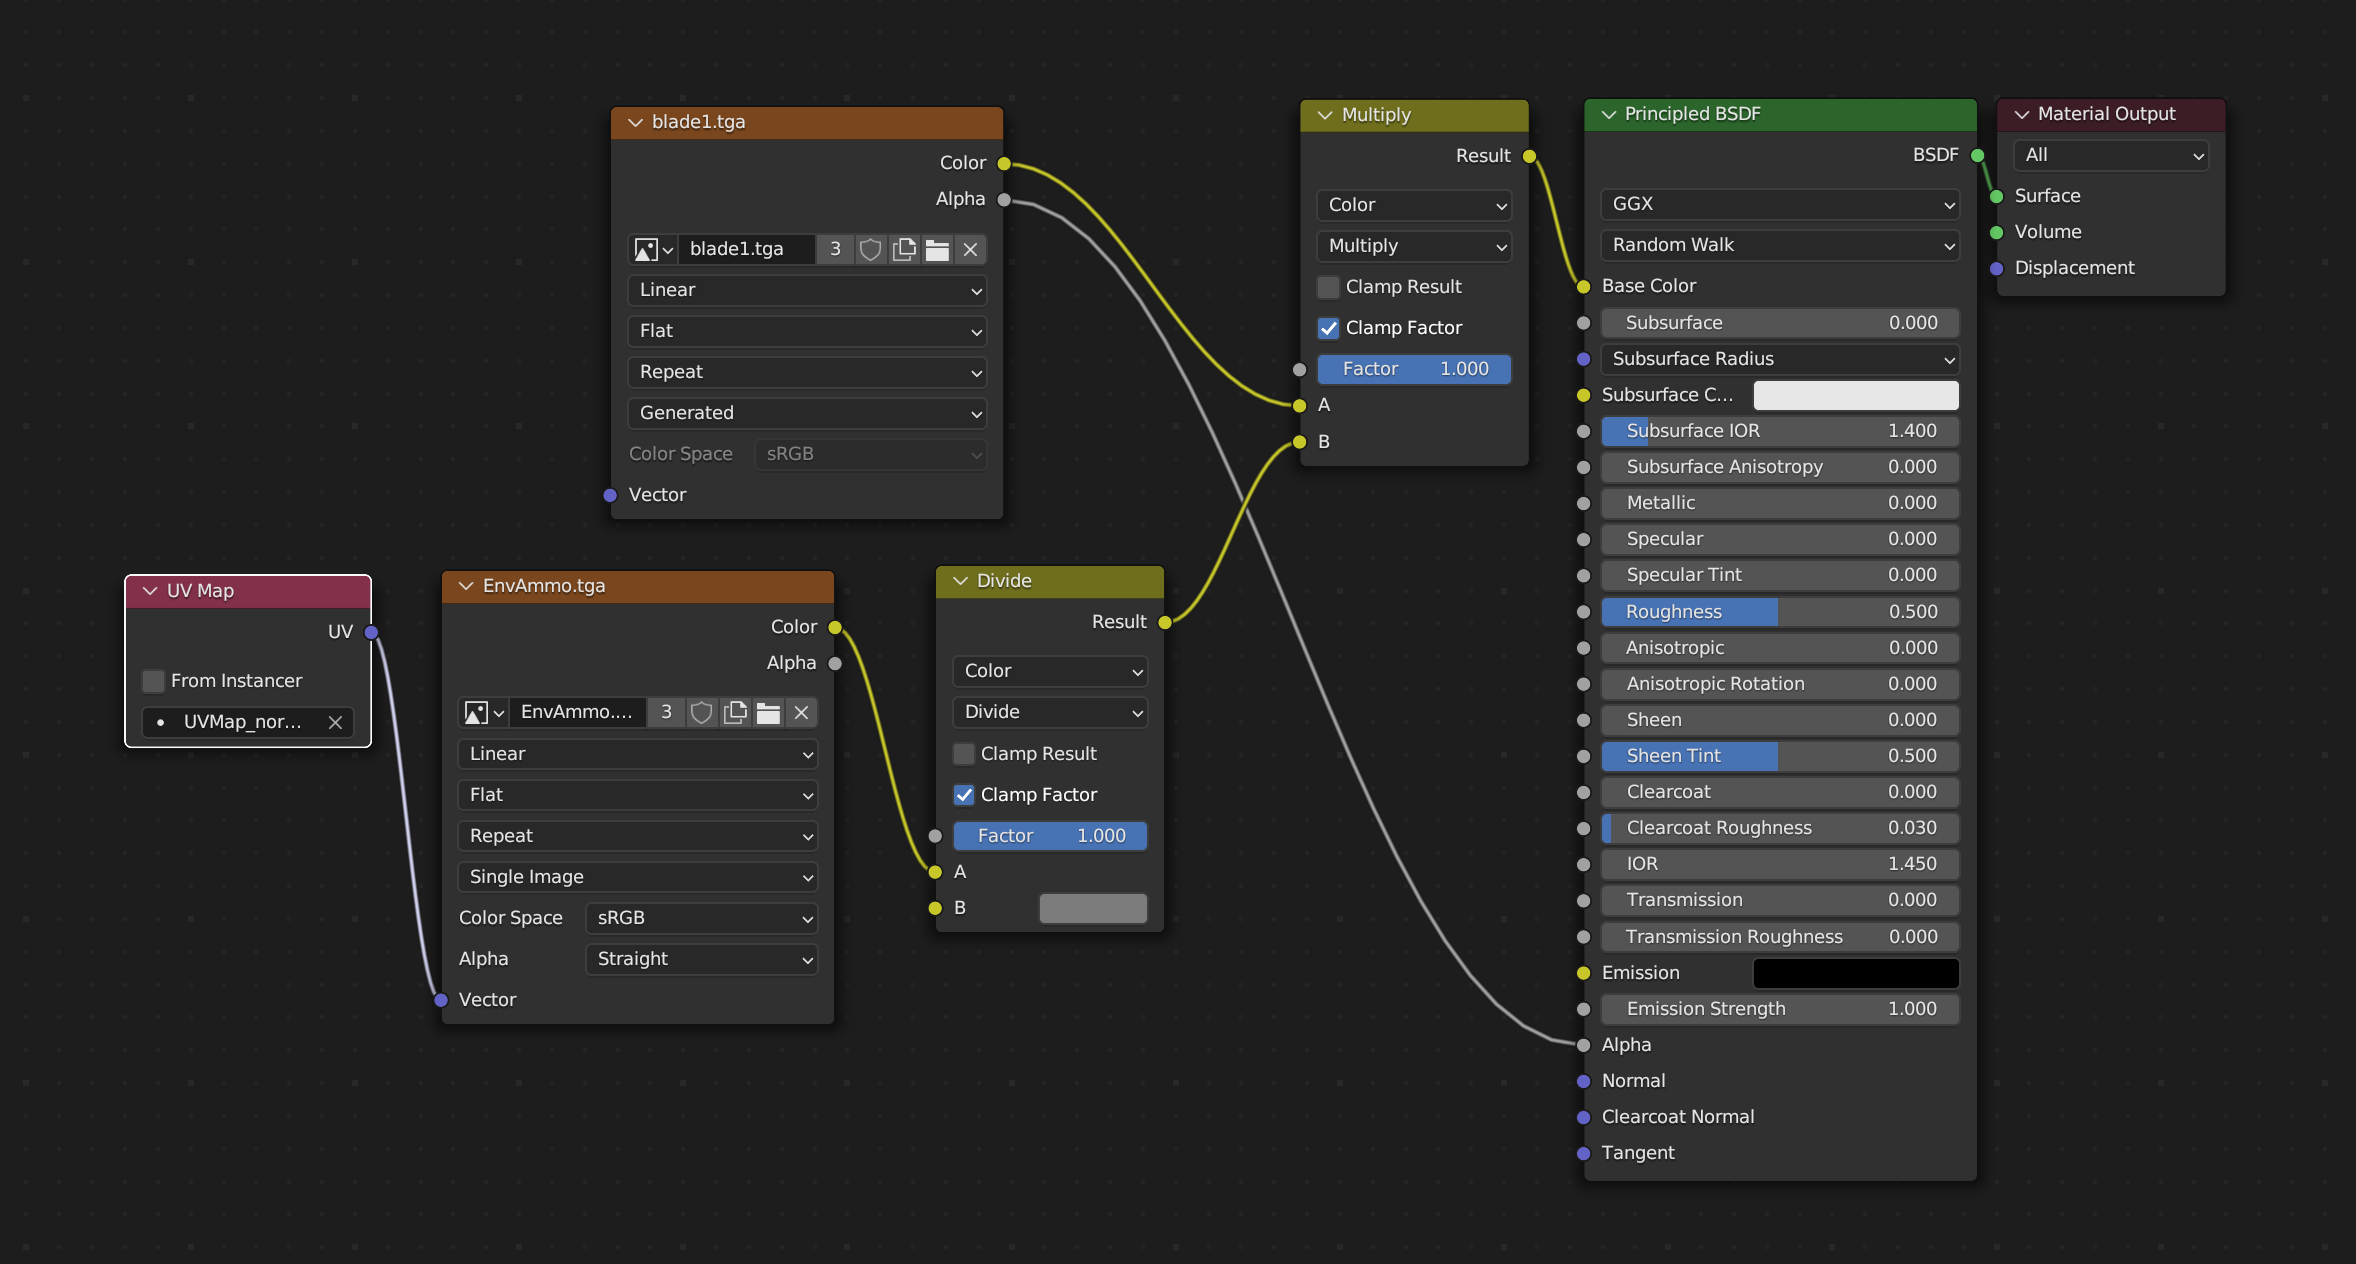 blade1.tga
Color
Alpha
blade1.tga 3
Linear
Flat
Repeat
Generated
Color Space sRGB
Vector
UV Map
UV
From Instancer
UVMap_nor...
EnvAmmo.tga
Color
Alpha
EnvAmmo.... 3
Linear
Flat
Repeat
Single Image
Color Space sRGB
Alpha Straight
Vector
Divide
Result
Color
Divide
Clamp Result
Clamp Factor
Factor 1.000
A
B
Multiply
Result
Color
Multiply
Clamp Result
Clamp Factor
Factor 1.000
A
B
Principled BSDF
BSDF
GGX
Random Walk
Base Color
Subsurface 0.000
Subsurface Radius
Subsurface C...
Subsurface IOR 1.400
Subsurface Anisotropy 0.000
Metallic 0.000
Specular 0.000
Specular Tint 0.000
Roughness 0.500
Anisotropic 0.000
Anisotropic Rotation 0.000
Sheen 0.000
Sheen Tint 0.500
Clearcoat 0.000
Clearcoat Roughness 0.030
IOR 1.450
Transmission 0.000
Transmission Roughness 0.000
Emission
Emission Strength 1.000
Alpha
Normal
Clearcoat Normal
Tangent
Material Output
All
Surface
Volume
Displacement